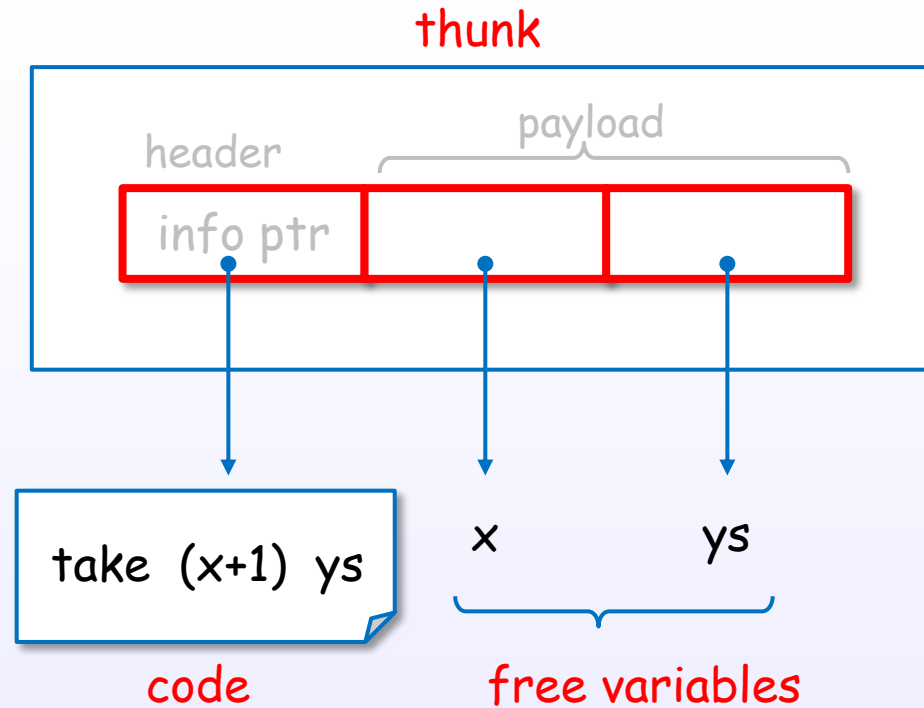 thunk
payload
header
info ptr
take (x+1) ys
x ys
code free variables